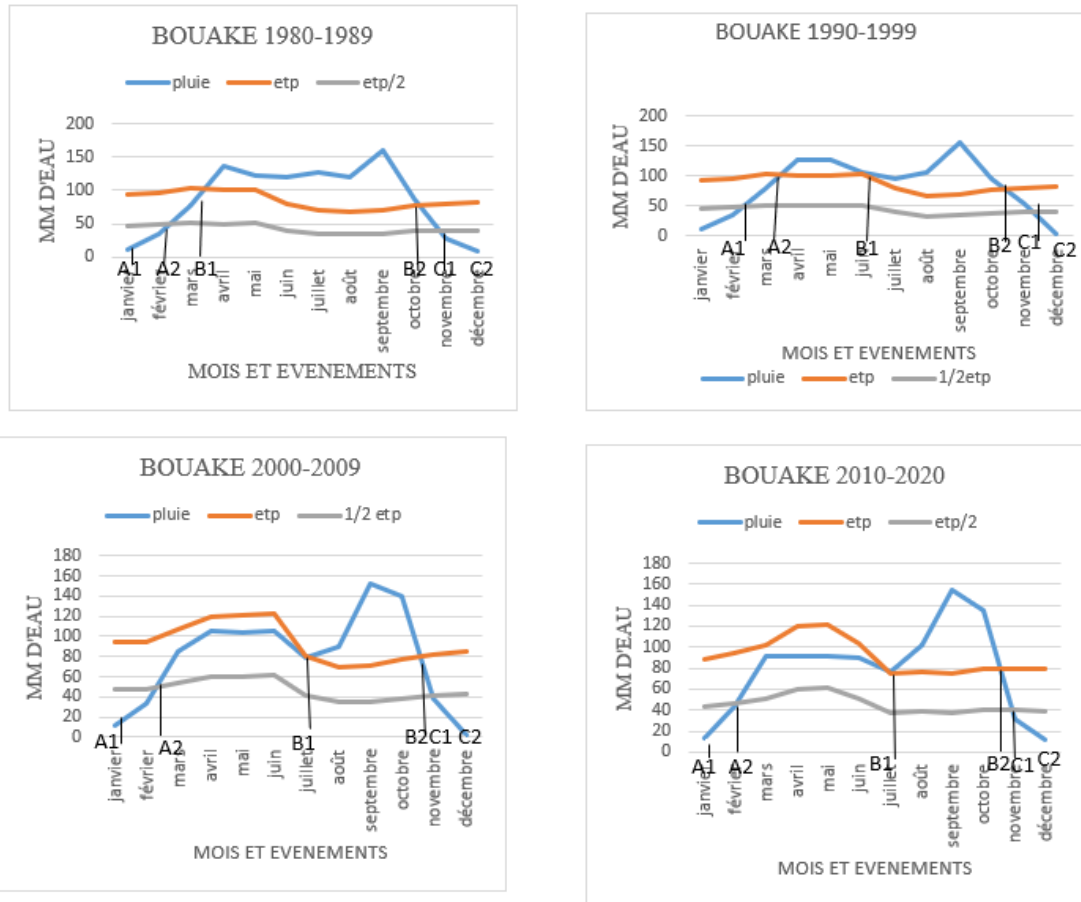 BOUAKE 1980-1989
pluie etp etp/2
MM D'EAU
200
150
100
50
0
A1 A2 B1 B2 C1 C2
janvier
février
mars
avril
mai
juin
juillet
août
septembre
octobre
novembre
décembre
MOIS ET EVENEMENTS
BOUAKE 1990-1999
MM D'EAU
200
150
100
50
0
A1 A2 B1 B2 C1 C2
janvier
février
mars
avril
mai
juin
juillet
août
septembre
octobre
novembre
décembre
MOIS ET EVENEMENTS
pluie etp 1/2etp
BOUAKE 2000-2009
pluie etp 1/2 etp
MM D'EAU
180
160
140
120
100
80
60
40
20
0
A1 A2 B1 B2 C1 C2
janvier
février
mars
avril
mai
juin
juillet
août
septembre
octobre
novembre
décembre
MOIS ET EVENEMENTS
BOUAKE 2010-2020
pluie etp etp/2
MM D'EAU
180
160
140
120
100
80
60
40
20
0
A1 A2 B1 B2 C1 C2
janvier
février
mars
avril
mai
juin
juillet
août
septembre
octobre
novembre
décembre
MOIS ET EVENEMENTS